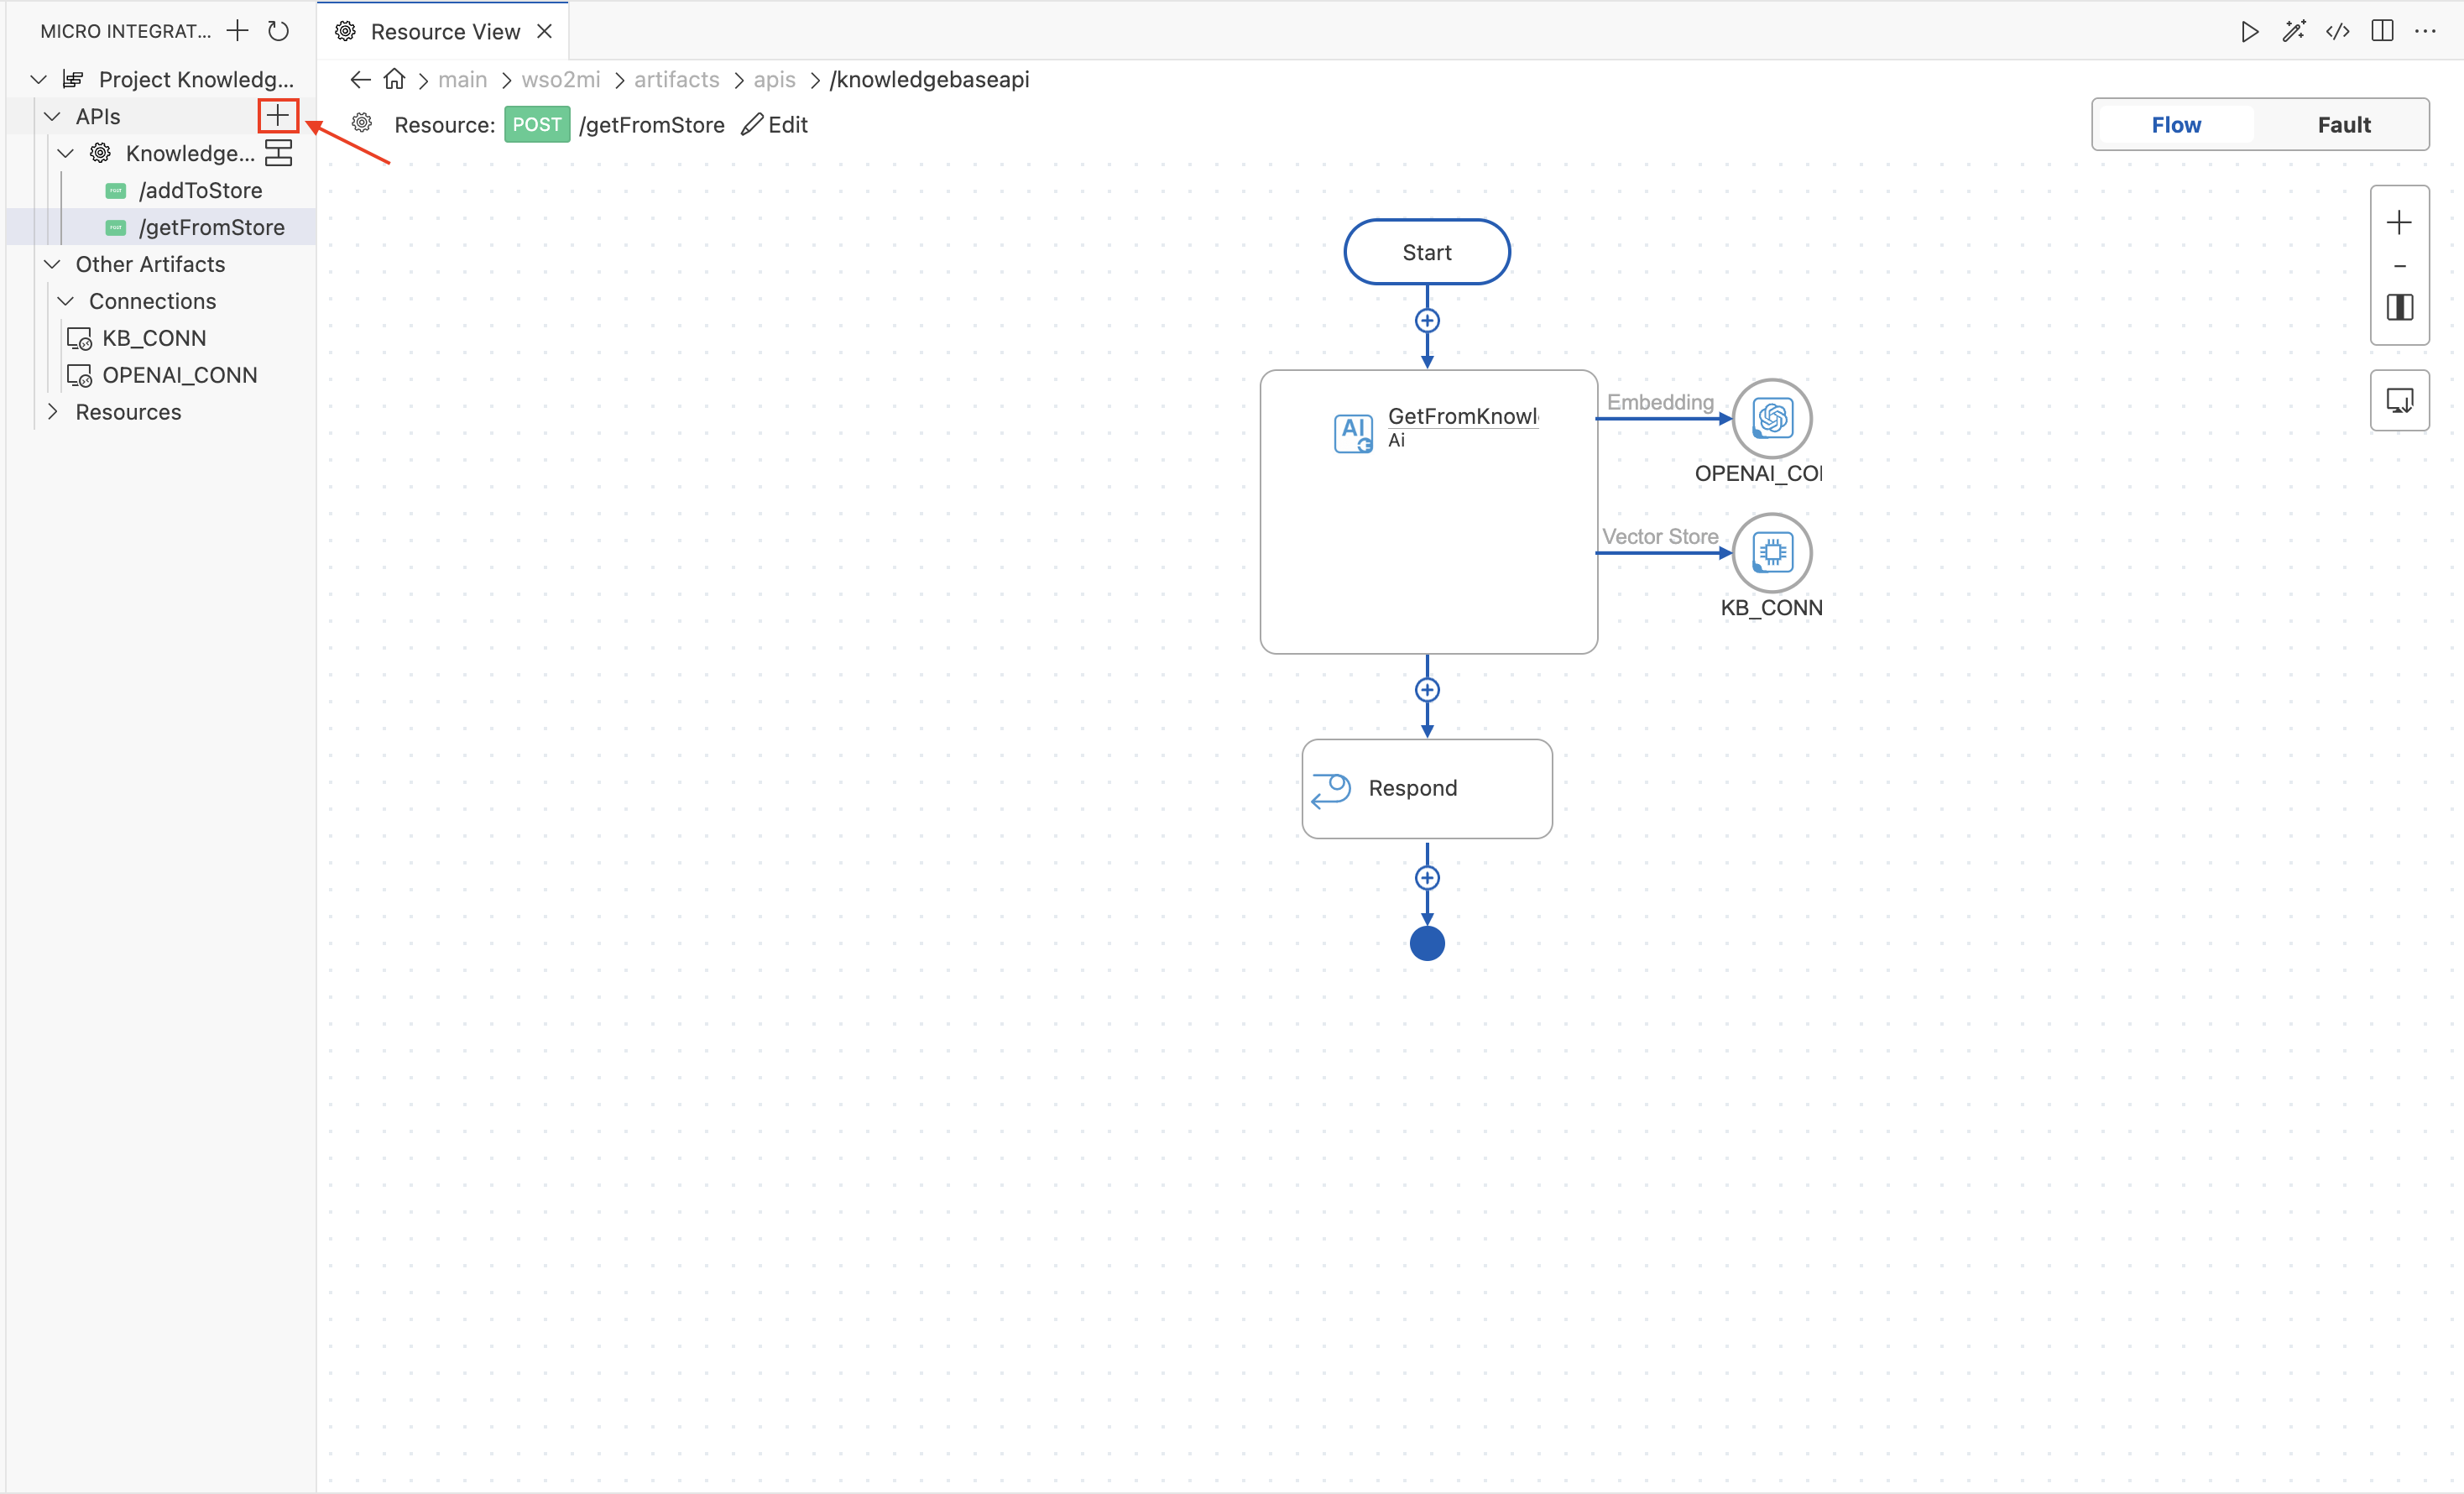 MICRO INTEGRAT...
Project Knowledg...
APIs
Knowledge...
/addToStore
/getFromStore
Other Artifacts
Connections
KB_CONN
OPENAI_CONN
Resources
Resource View
main > wso2mi > artifacts > apis > /knowledgebaseapi
Resource: POST /getFromStore Edit
Flow Fault
Start
GetFromKnowl
AI
Ai
Embedding
OPENAI_CO
Vector Store
KB_CONN
Respond